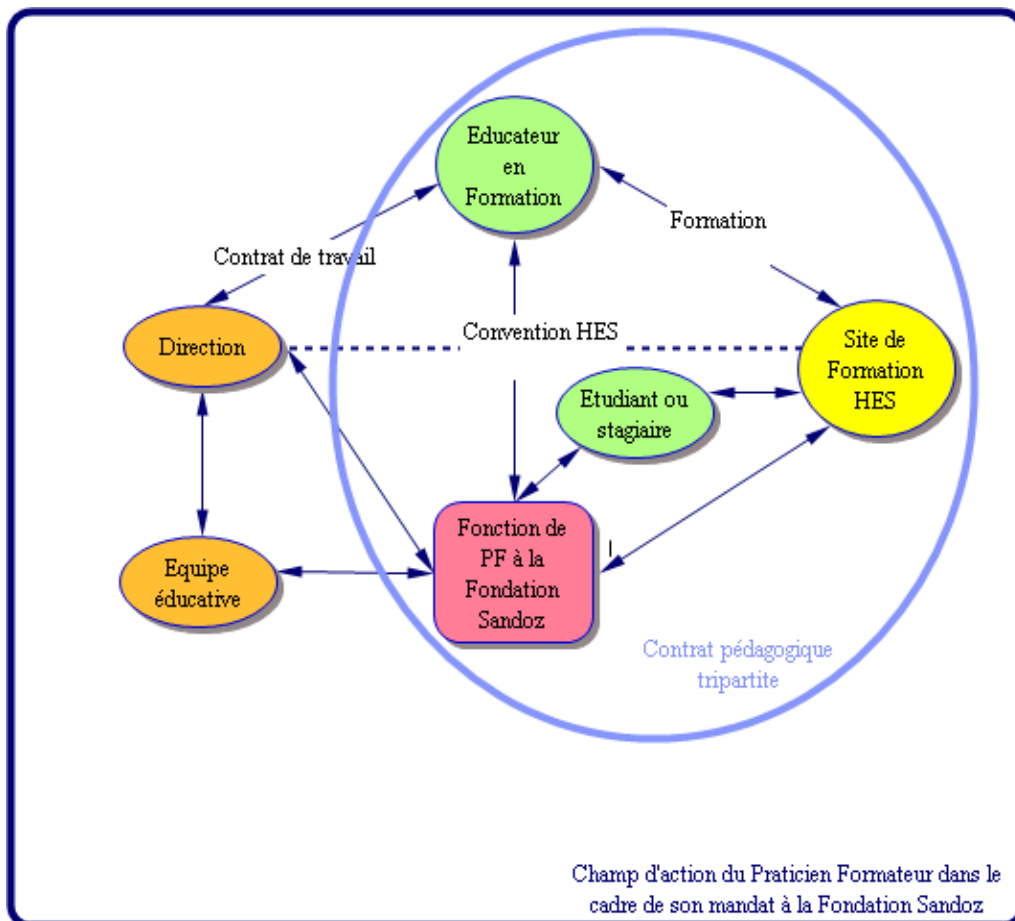 Educateur
en
Formation
Formation
Contrat de travail
Direction
Convention HES
Site de
Formation
HES
Etudiant ou
stagiaire
Fonction de
PF à la
Fondation
Sandoz
Equipe
éducative
Contrat pédagogique
tripartite
Champ d'action du Praticien Formateur dans le
cadre de son mandat à la Fondation Sandoz